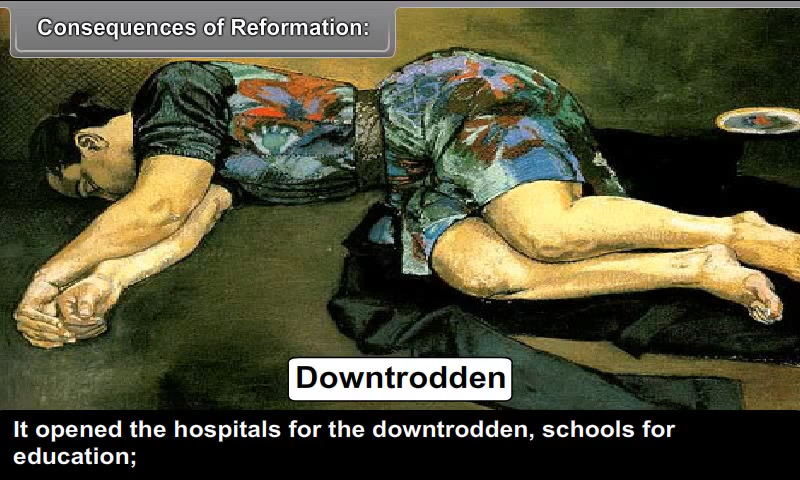 Consequences of Reformation:
Downtrodden
It opened the hospitals for the downtrodden, schools for
education;